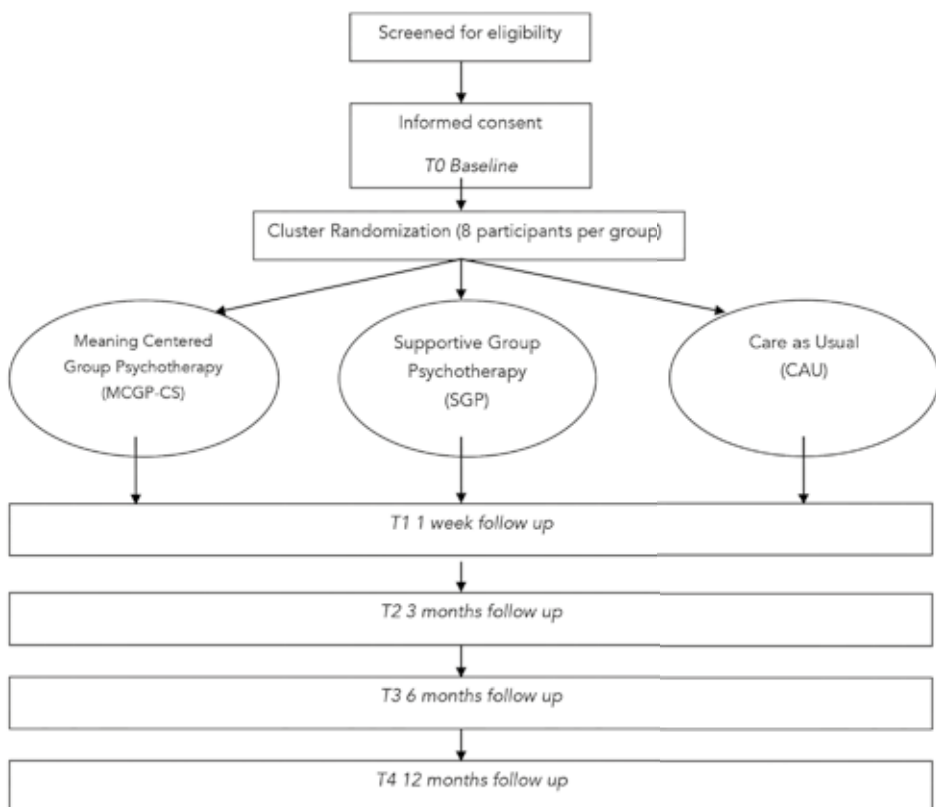 Screened for eligibility
Informed consent
T0 Baseline
Cluster Randomization (8 participants per group)
Meaning Centered
Group Psychotherapy
(MCGP-CS)
Supportive Group
Psychotherapy
(SGP)
Care as Usual
(CAU)
T1 1 week follow up
T2 3 months follow up
T3 6 months follow up
T4 12 months follow up